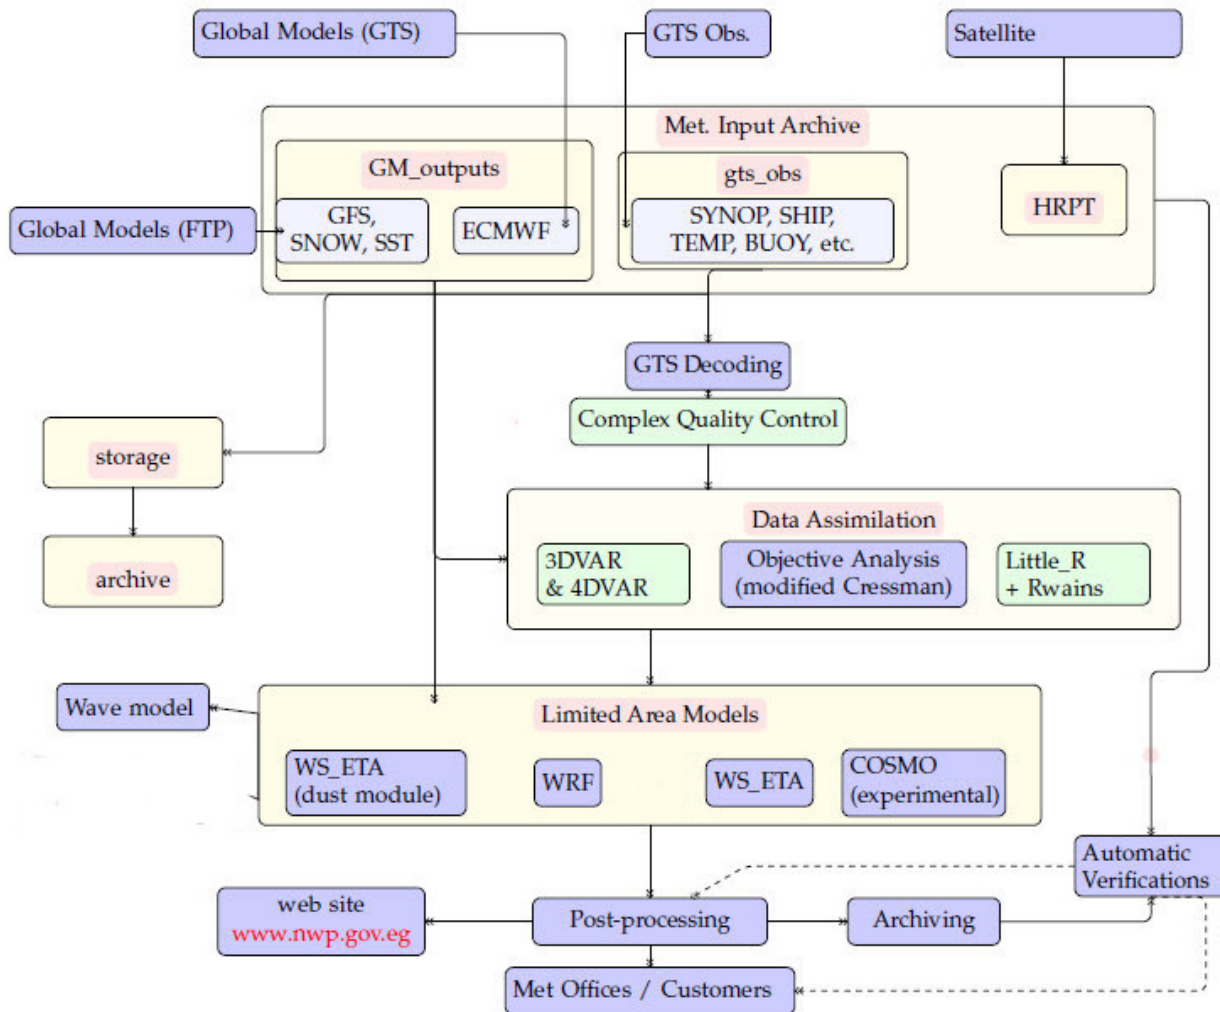 Global Models (GTS)
GTS Obs.
Satellite
Met. Input Archive
GM_outputs
gts_obs
HRPT
Global Models (FTP)
GFS,
SNOW, SST
ECMWF
SYNOP, SHIP,
TEMP, BUOY, etc.
GTS Decoding
Complex Quality Control
storage
archive
Data Assimilation
3DVAR
& 4DVAR
Objective Analysis
(modified Cressman)
Little_R
+ Rwains
Wave model
Limited Area Models
WS_ETA
(dust module)
WRF
WS_ETA
COSMO
(experimental)
Automatic
Verifications
web site
www.nwp.gov.eg
Post-processing
Archiving
Met Offices / Customers